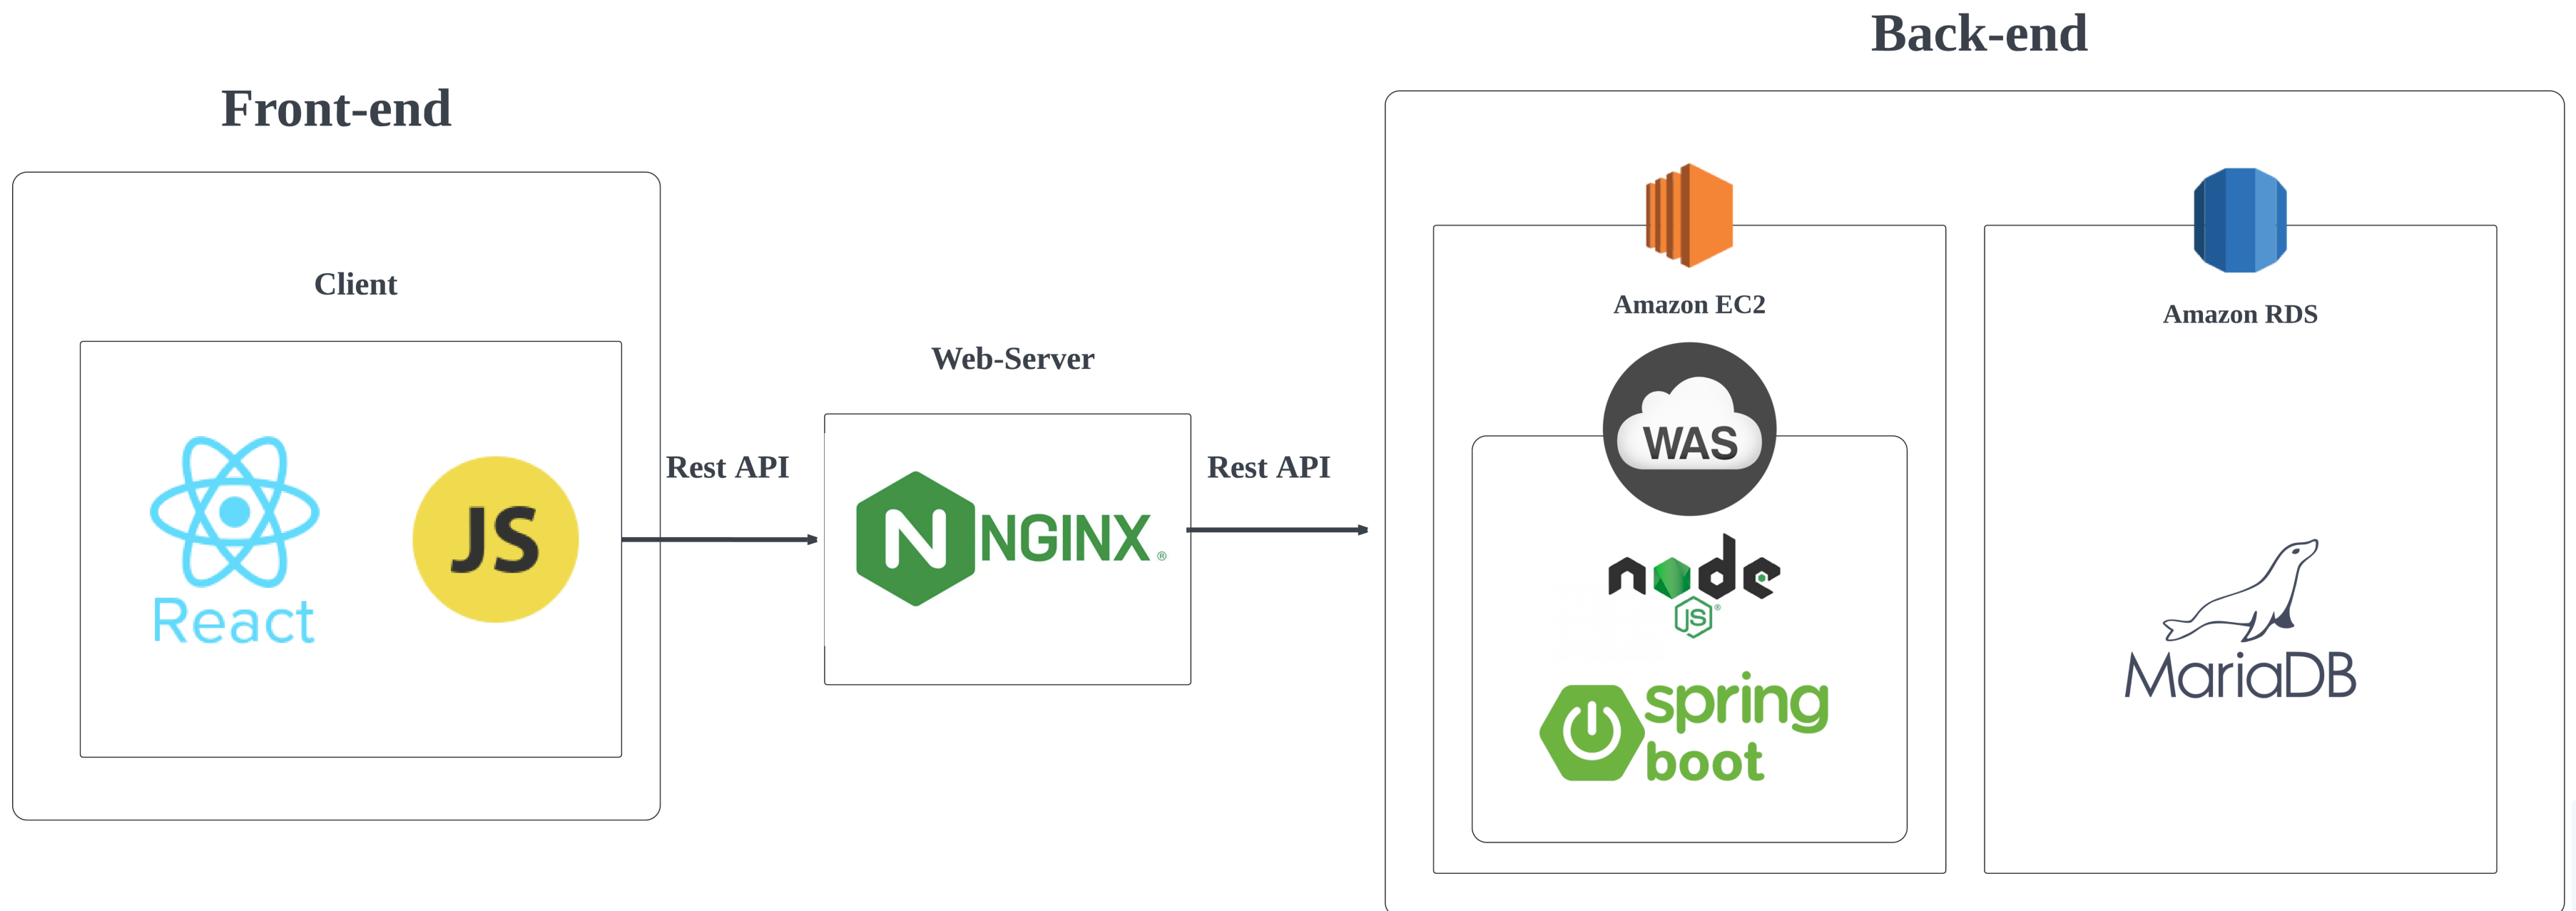 Back-end
Front-end
Client
Amazon EC2
Amazon RDS
Web-Server
WAS
Rest API
Rest API
JS
NGINX®
React
node
JS®
spring
boot
MariaDB